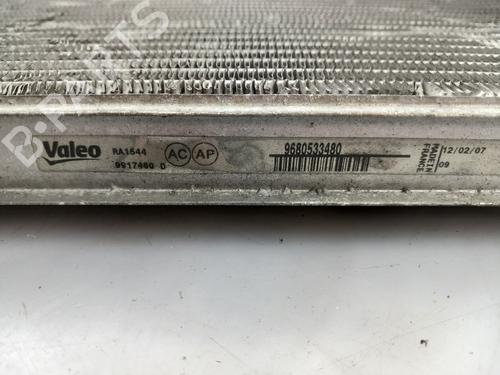 Valeo
RA1544
9917460 D
AC AP
9680533480
MADE IN
FRANCE
12/02/07
09
B-PARTS